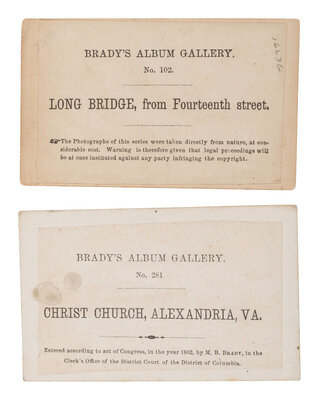 BRADY'S ALBUM GALLERY.
No. 102.
LONG BRIDGE, from Fourteenth street.
The Photographs of this series were taken directly from nature, at con-
siderable cost. Warning is therefore given that legal proceedings will
be at once instituted against any party infringing the copyright.
BRADY'S ALBUM GALLERY.
No. 281.
CHRIST CHURCH, ALEXANDRIA, VA.
Entered according to act of Congress, in the year 1862, by M. B. BRADY, in the
Clerk's Office of the District Court of the District of Columbia.